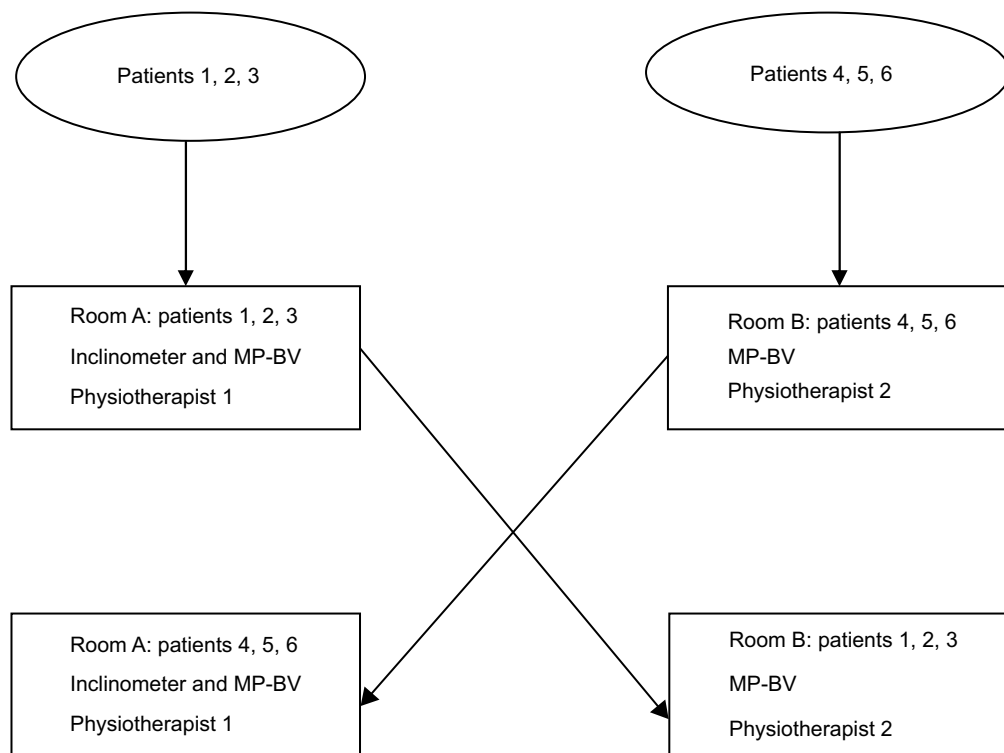 Patients 1, 2, 3
Patients 4, 5, 6
Room A: patients 1, 2, 3
Inclinometer and MP-BV
Physiotherapist 1
Room B: patients 4, 5, 6
MP-BV
Physiotherapist 2
Room A: patients 4, 5, 6
Inclinometer and MP-BV
Physiotherapist 1
Room B: patients 1, 2, 3
MP-BV
Physiotherapist 2